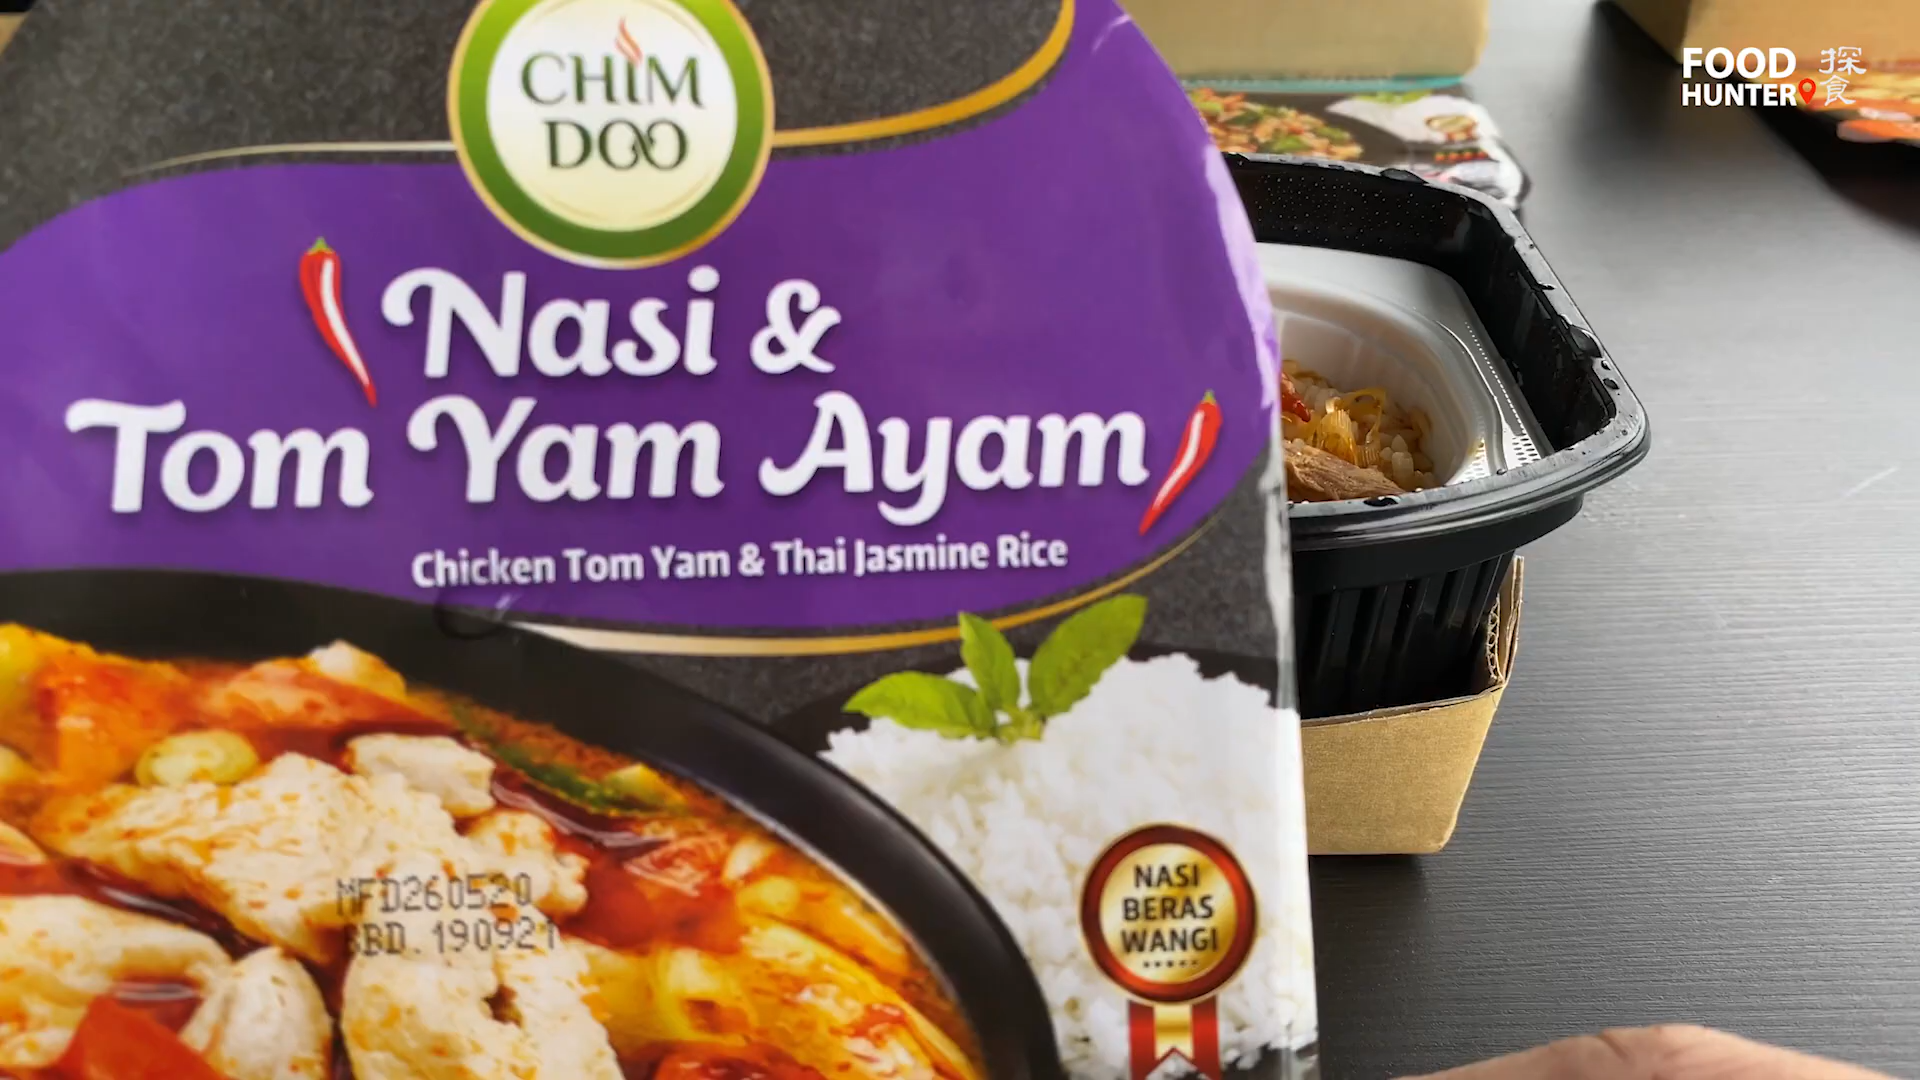 CHIM
DOO
Nasi &
Tom Yam Ayam
Chicken Tom Yam & Thai Jasmine Rice
MFD260520
BBD.190921
NASI
BERAS
WANGI
FOOD
HUNTER
探食